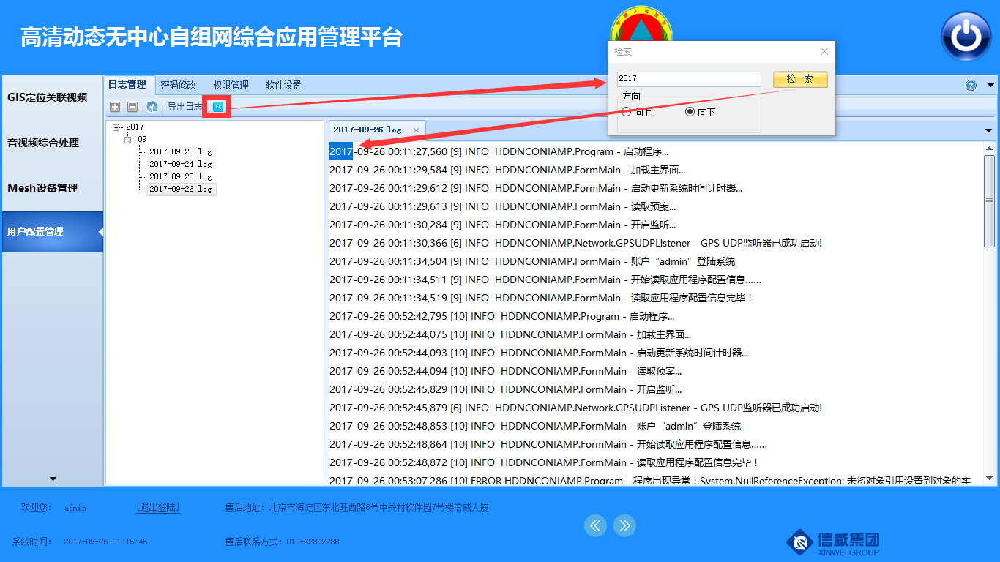 高清动态无中心自组网综合应用管理平台
中国人民防空
检索
2017
检 索
方向
向上
向下
GIS定位关联视频
音视频综合处理
Mesh设备管理
用户配置管理
日志管理 密码修改 权限管理 软件设置
导出日志
2017
09
2017-09-23.log
2017-09-24.log
2017-09-25.log
2017-09-26.log
2017-09-26.log
2017-09-26 00:11:27,560 [9] INFO HDDNCONIAMP.Program - 启动程序...
2017-09-26 00:11:29,584 [9] INFO HDDNCONIAMP.FormMain - 加载主界面...
2017-09-26 00:11:29,612 [9] INFO HDDNCONIAMP.FormMain - 启动更新系统时间计时器...
2017-09-26 00:11:29,613 [9] INFO HDDNCONIAMP.FormMain - 读取预案...
2017-09-26 00:11:30,284 [9] INFO HDDNCONIAMP.FormMain - 开启监听...
2017-09-26 00:11:30,366 [6] INFO HDDNCONIAMP.Network.GPSUDPListener - GPS UDP监听器已成功启动!
2017-09-26 00:11:34,504 [9] INFO HDDNCONIAMP.FormMain - 账户“admin”登陆系统
2017-09-26 00:11:34,511 [9] INFO HDDNCONIAMP.FormMain - 开始读取应用程序配置信息......
2017-09-26 00:11:34,519 [9] INFO HDDNCONIAMP.FormMain - 读取应用程序配置信息完毕！
2017-09-26 00:52:42,795 [10] INFO HDDNCONIAMP.Program - 启动程序...
2017-09-26 00:52:44,075 [10] INFO HDDNCONIAMP.FormMain - 加载主界面...
2017-09-26 00:52:44,093 [10] INFO HDDNCONIAMP.FormMain - 启动更新系统时间计时器...
2017-09-26 00:52:44,094 [10] INFO HDDNCONIAMP.FormMain - 读取预案...
2017-09-26 00:52:45,829 [10] INFO HDDNCONIAMP.FormMain - 开启监听...
2017-09-26 00:52:45,879 [6] INFO HDDNCONIAMP.Network.GPSUDPListener - GPS UDP监听器已成功启动!
2017-09-26 00:52:48,853 [10] INFO HDDNCONIAMP.FormMain - 账户“admin”登陆系统
2017-09-26 00:52:48,864 [10] INFO HDDNCONIAMP.FormMain - 开始读取应用程序配置信息......
2017-09-26 00:52:48,872 [10] INFO HDDNCONIAMP.FormMain - 读取应用程序配置信息完毕！
2017-09-26 00:53:07,286 [10] ERROR HDDNCONIAMP.Program - 程序出现异常：System.NullReferenceException: 未将对象引用设置到对象的实
欢迎您： admin [退出登陆] 售后地址：北京市海淀区东北旺西路8号中关村软件园7号楼信威大厦
系统时间： 2017-09-26 01:15:45 售后联系方式：010-62802288
信威集团
XINWEI GROUP